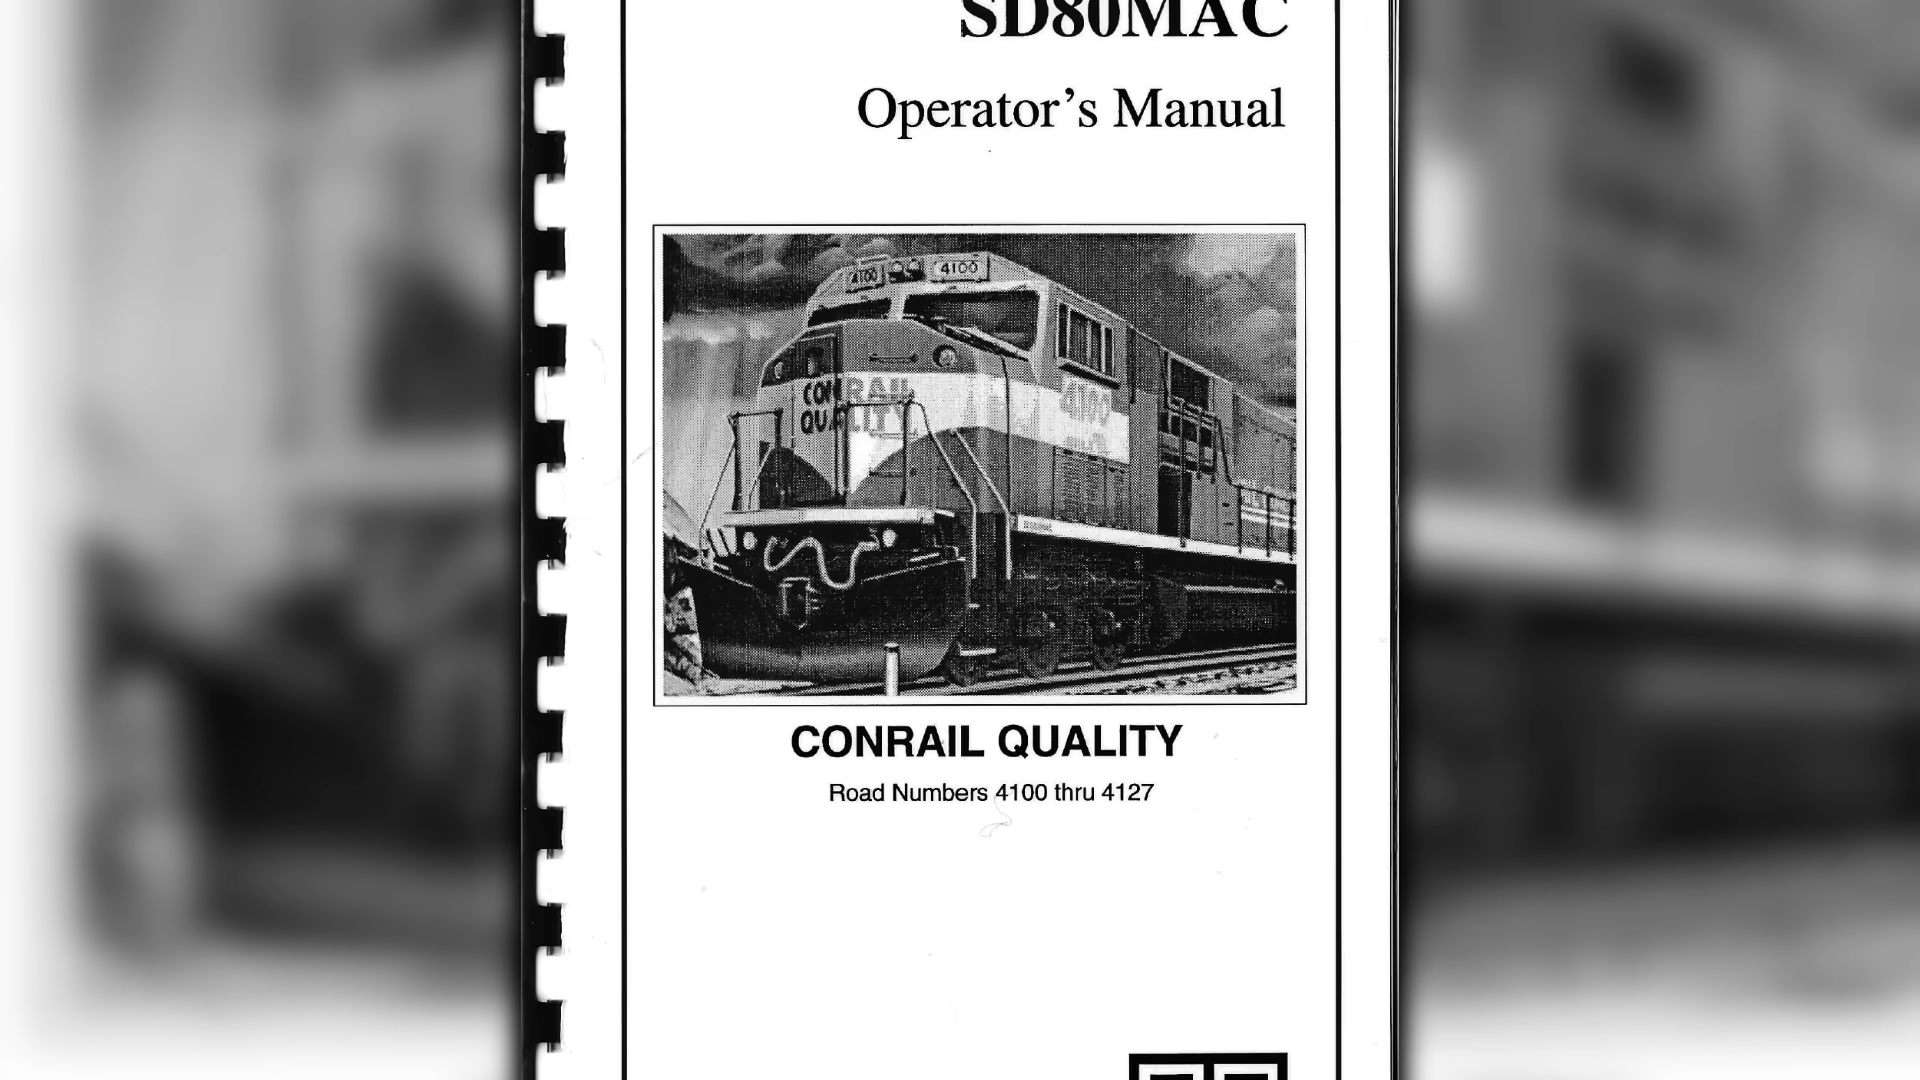 SD80MAC
Operator's Manual
4100 4100
CONRAIL
QUALITY
4100
CONRAIL QUALITY
Road Numbers 4100 thru 4127